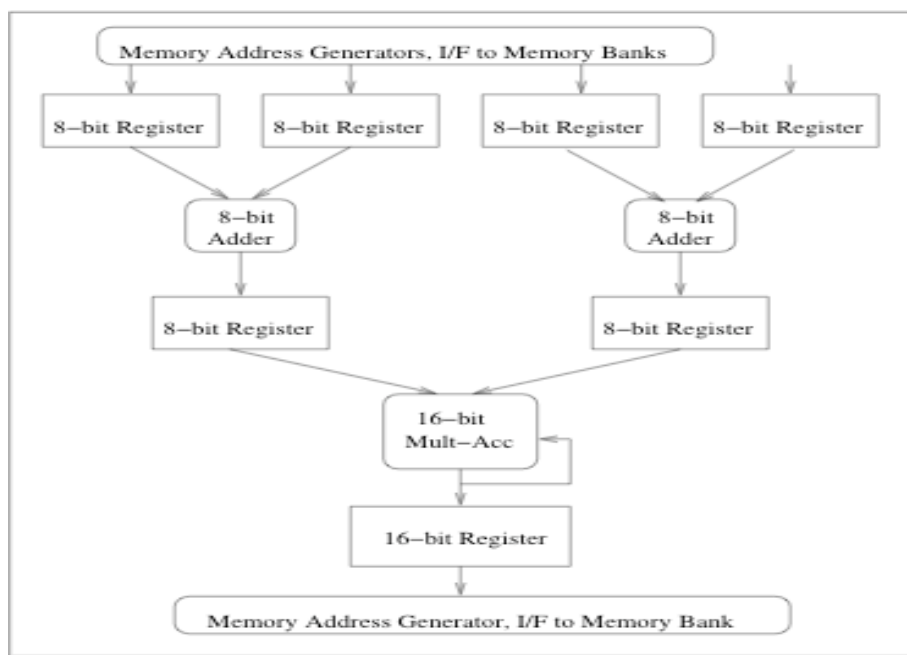 Memory Address Generators, I/F to Memory Banks
8−bit Register
8−bit Register
8−bit Register
8−bit Register
8−bit
Adder
8−bit
Adder
8−bit Register
8−bit Register
16−bit
Mult−Acc
16−bit Register
Memory Address Generator, I/F to Memory Bank